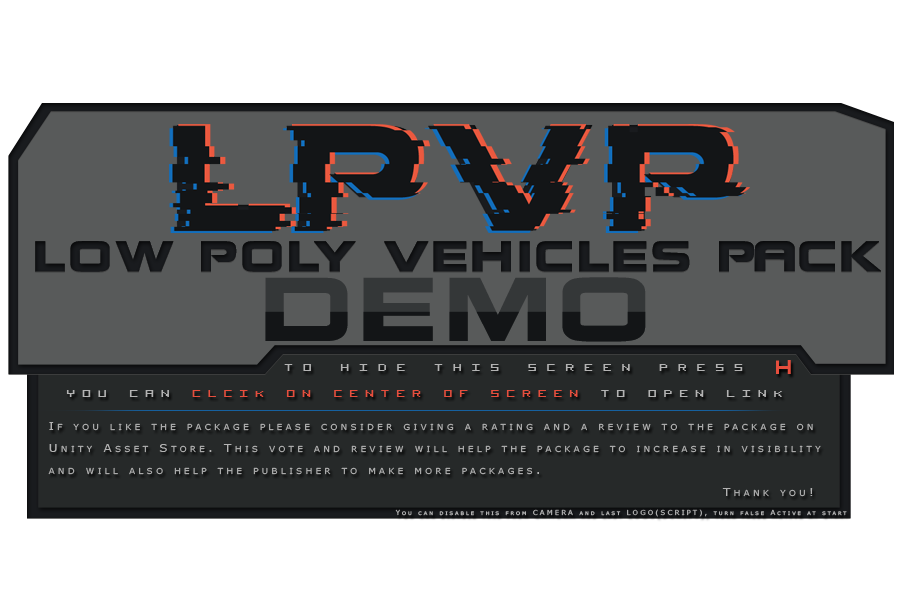 LPVP
LOW POLY VEHICLES PACK
DEMO
TO HIDE THIS SCREEN PRESS H
YOU CAN CLCIK ON CENTER OF SCREEN TO OPEN LINK
If you like the package please consider giving a rating and a review to the package on
Unity Asset Store. This vote and review will help the package to increase in visibility
and will also help the publisher to make more packages.
Thank you!
You can disable this from CAMERA and last LOGO(SCRIPT), turn false Active at start